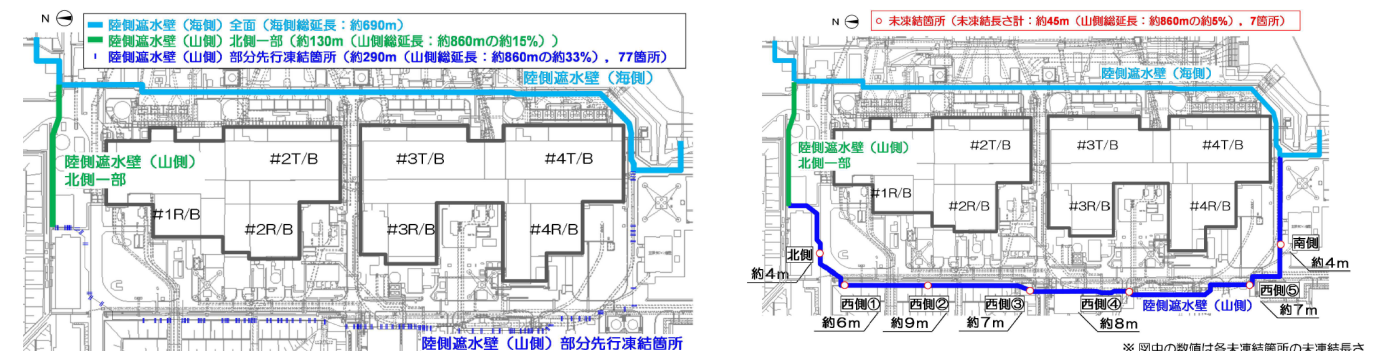 N
陸側遮水壁(海側)全面(海側総延長:約690m)
陸側遮水壁(山側)北側一部(約130m(山側総延長:約860mの約15%))
陸側遮水壁(山側)部分先行凍結箇所(約290m(山側総延長:約860mの約33%),77箇所)
陸側遮水壁(海側)
陸側遮水壁(山側)
北側一部
#2T/B
#3T/B
#4T/B
#1R/B
#2R/B
#3R/B
#4R/B
陸側遮水壁(山側)部分先行凍結箇所
N
○ 未凍結箇所(未凍結長さ計:約45m(山側総延長:約860mの約5%),7箇所)
陸側遮水壁(海側)
陸側遮水壁(山側)
北側一部
#2T/B
#3T/B
#4T/B
#1R/B
#2R/B
#3R/B
#4R/B
北側
約4m
南側
約4m
西側①
約6m
西側②
約9m
西側③
約7m
西側④
約8m
陸側遮水壁(山側)
西側⑤
約7m
※ 図中の数値は各未凍結箇所の未凍結長さ